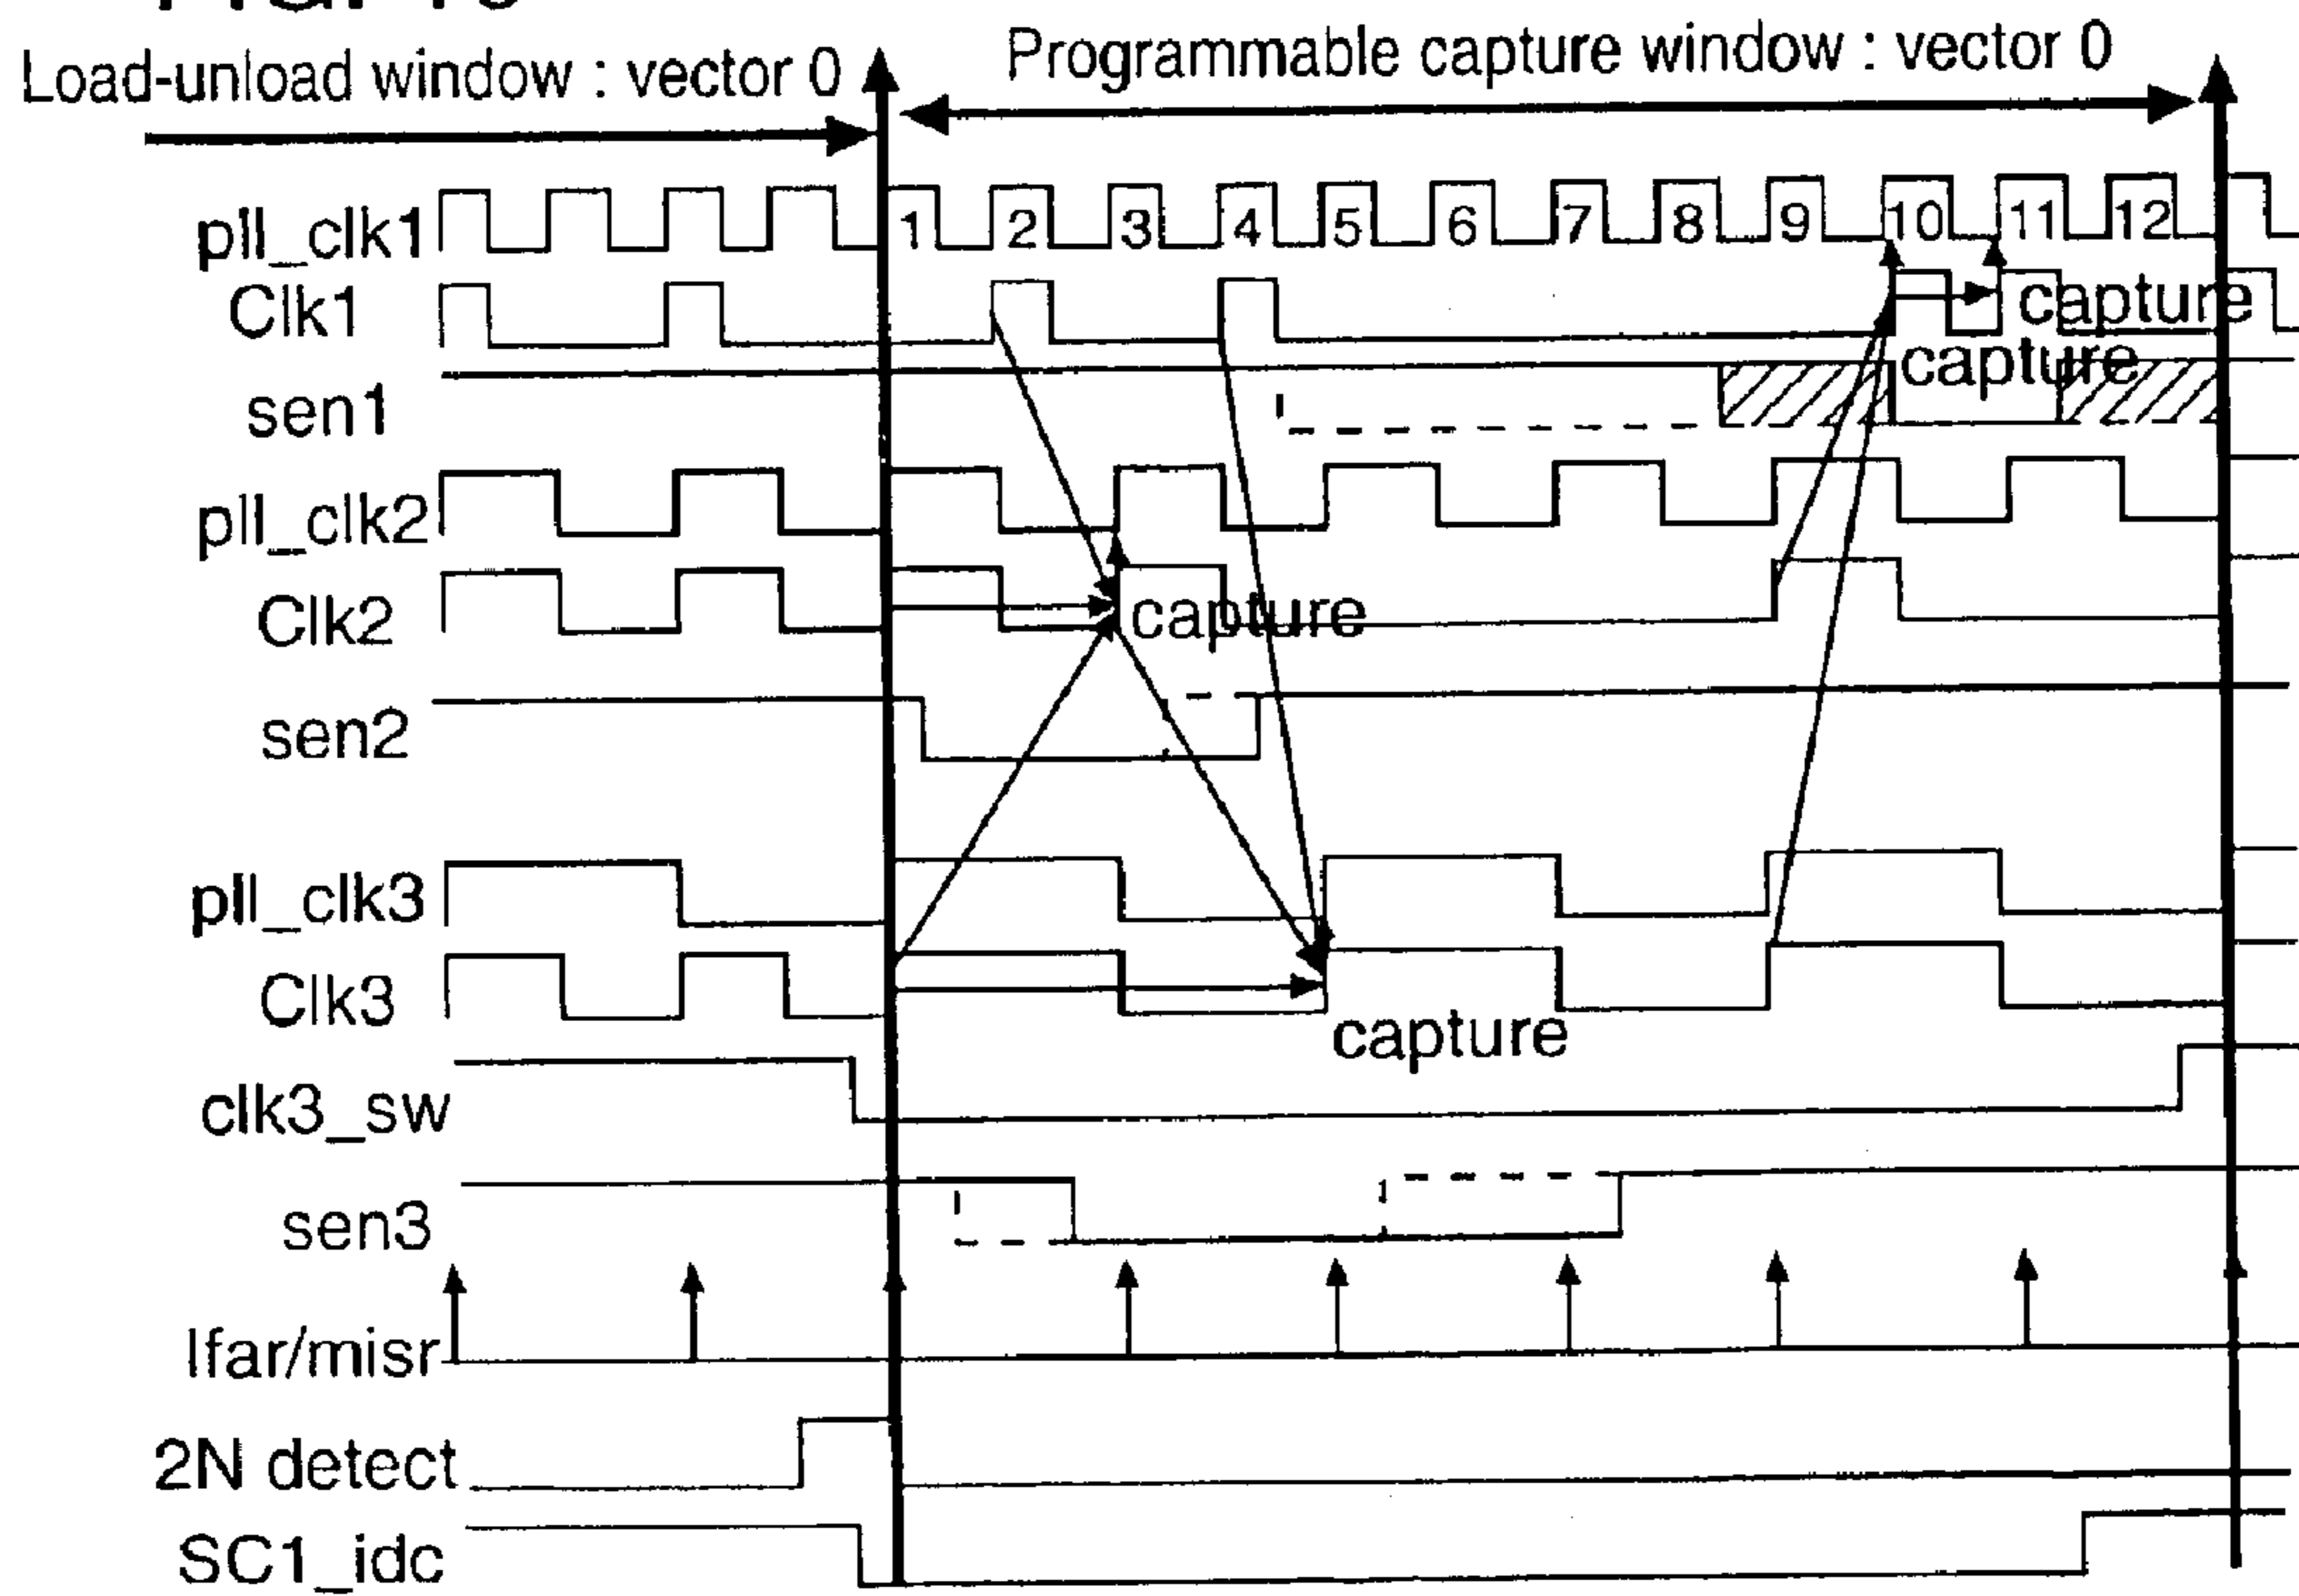 Load-unload window : vector 0
Programmable capture window : vector 0
pll_clk1
1 2 3 4 5 6 7 8 9 10 11 12
Clk1
capture
capture
sen1
pll_clk2
Clk2
capture
sen2
pll_clk3
Clk3
capture
clk3_sw
sen3
lfar/misr
2N detect
SC1_idc